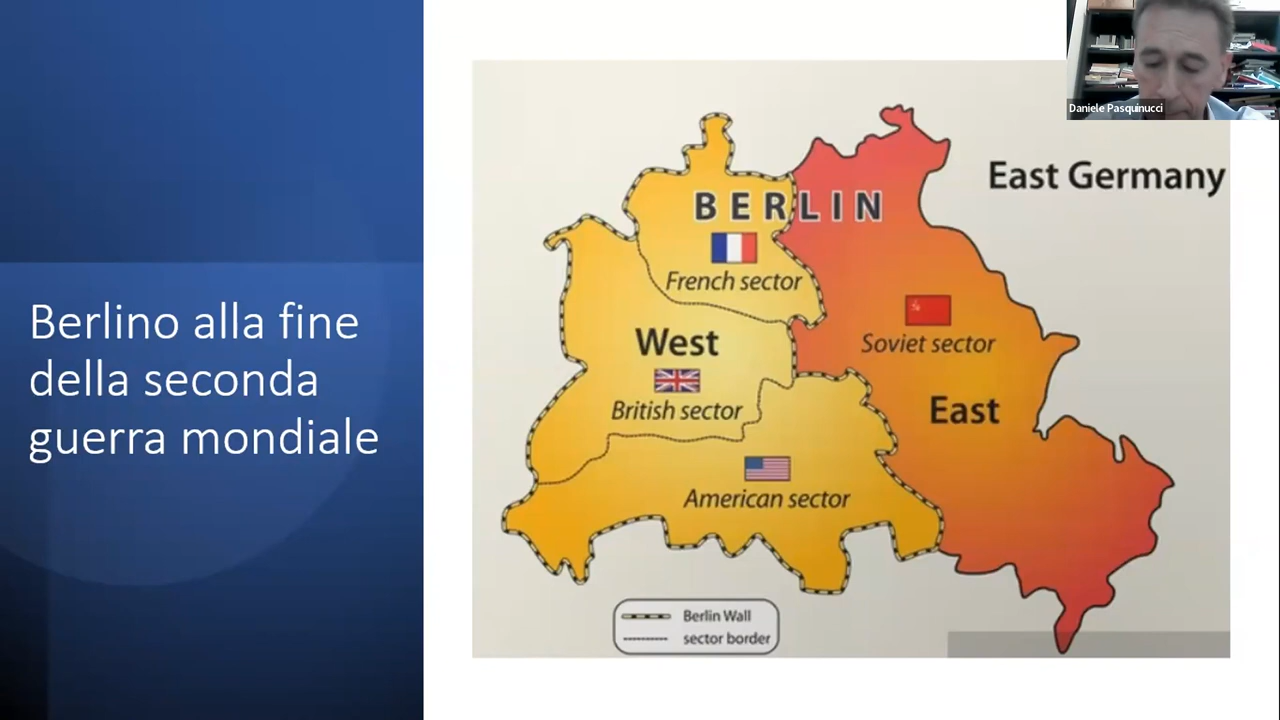 Daniele Pasquinucci
East Germany
BERLIN
French sector
Soviet sector
West
British sector
East
American sector
Berlin Wall
sector border
Berlino alla fine
della seconda
guerra mondiale